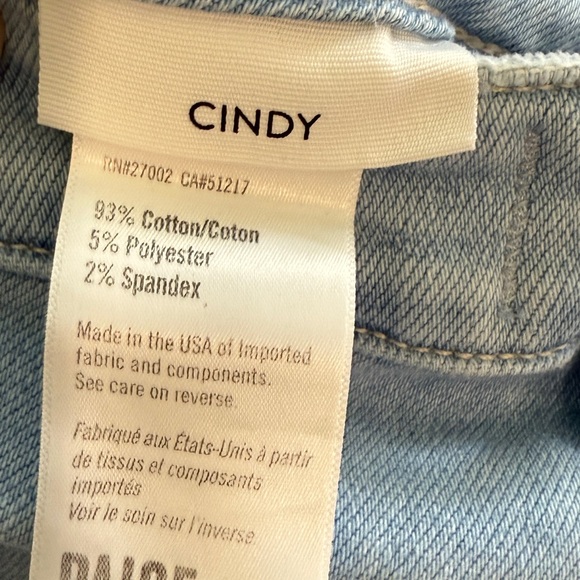 CINDY
RN#27002 CA#51217
93% Cotton/Coton
5% Polyester
2% Spandex
Made in the USA of Imported
fabric and components.
See care on reverse.
Fabriqué aux États-Unis à partir
de tissus et composants
importés
Voir le soin sur l'inverse.